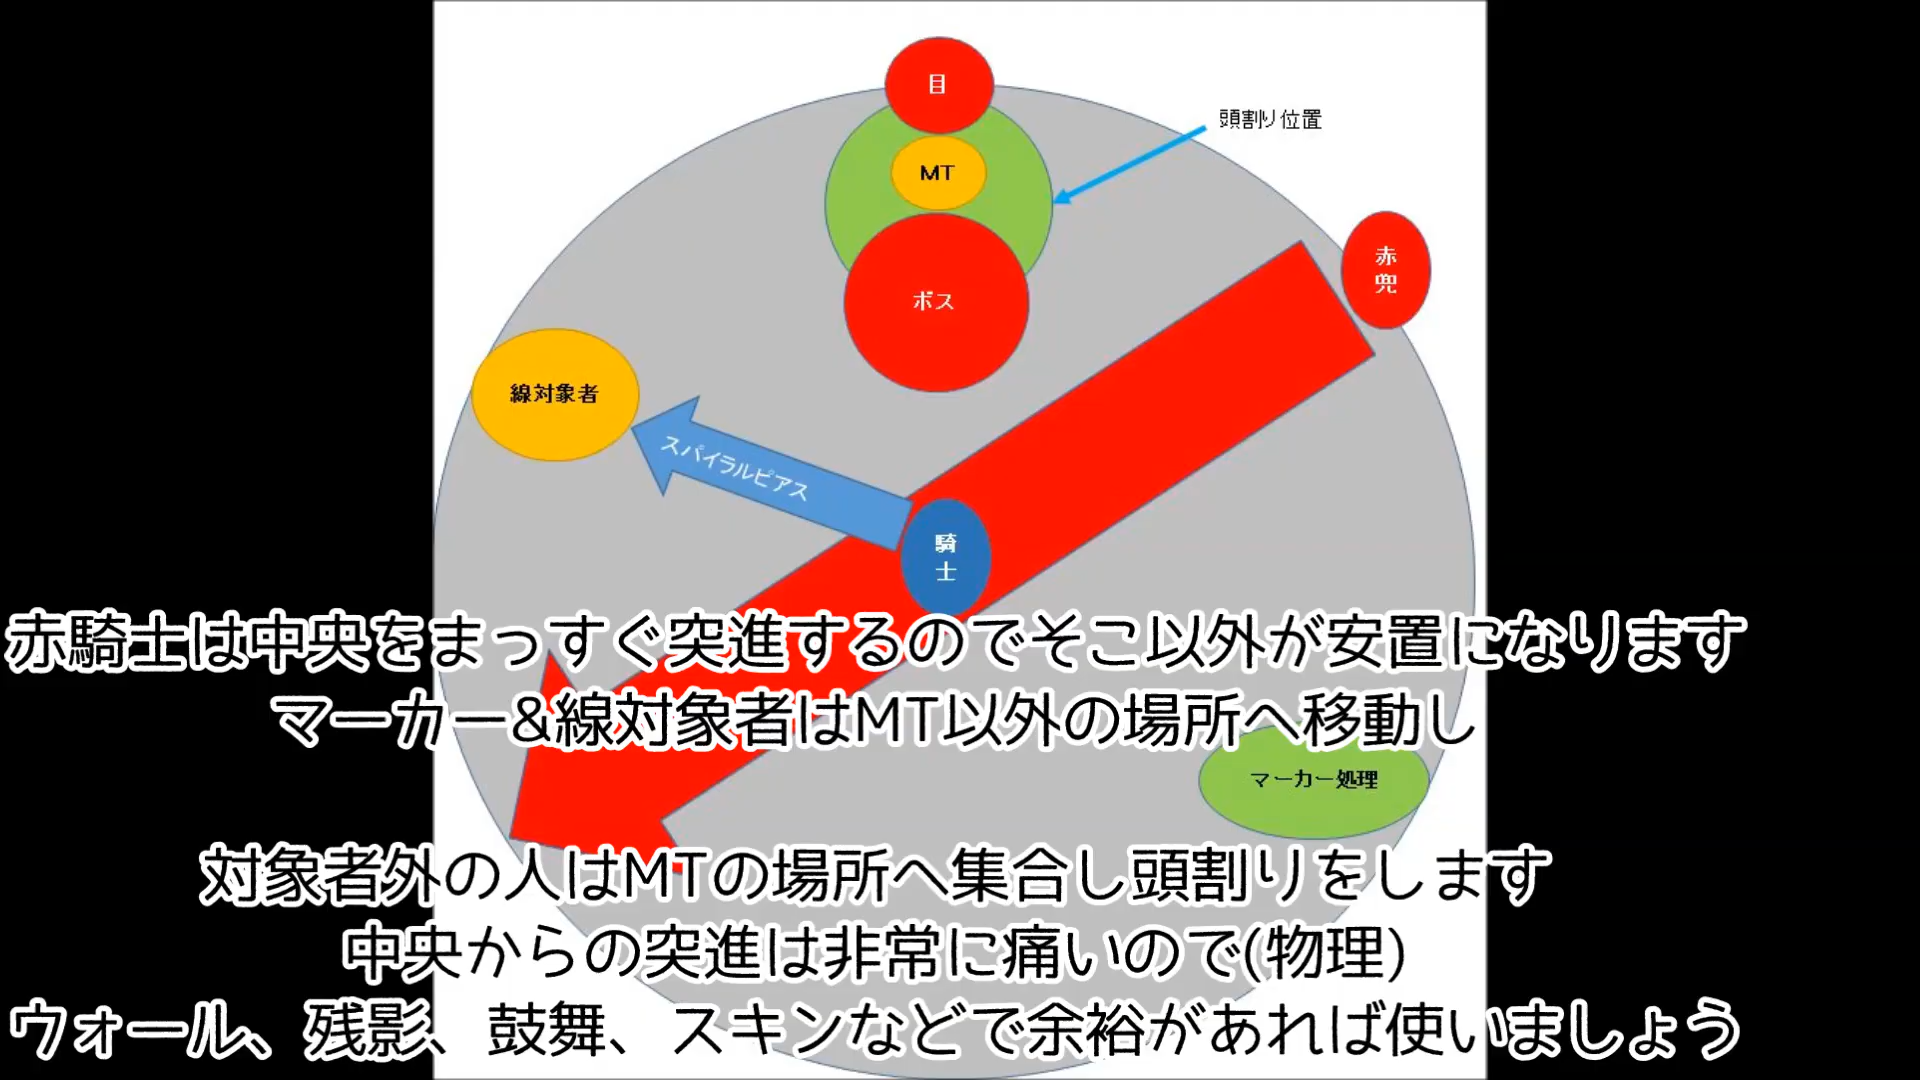 目
頭割り位置
MT
赤兜
ボス
線対象者
スパイラルピアス
騎士
赤騎士は中央をまっすぐ突進するのでそこ以外が安置になります
マーカー&線対象者はMT以外の場所へ移動し
マーカー処理
対象者外の人はMTの場所へ集合し頭割りをします
中央からの突進は非常に痛いので(物理)
ウォール、残影、鼓舞、スキンなどで余裕があれば使いましょう